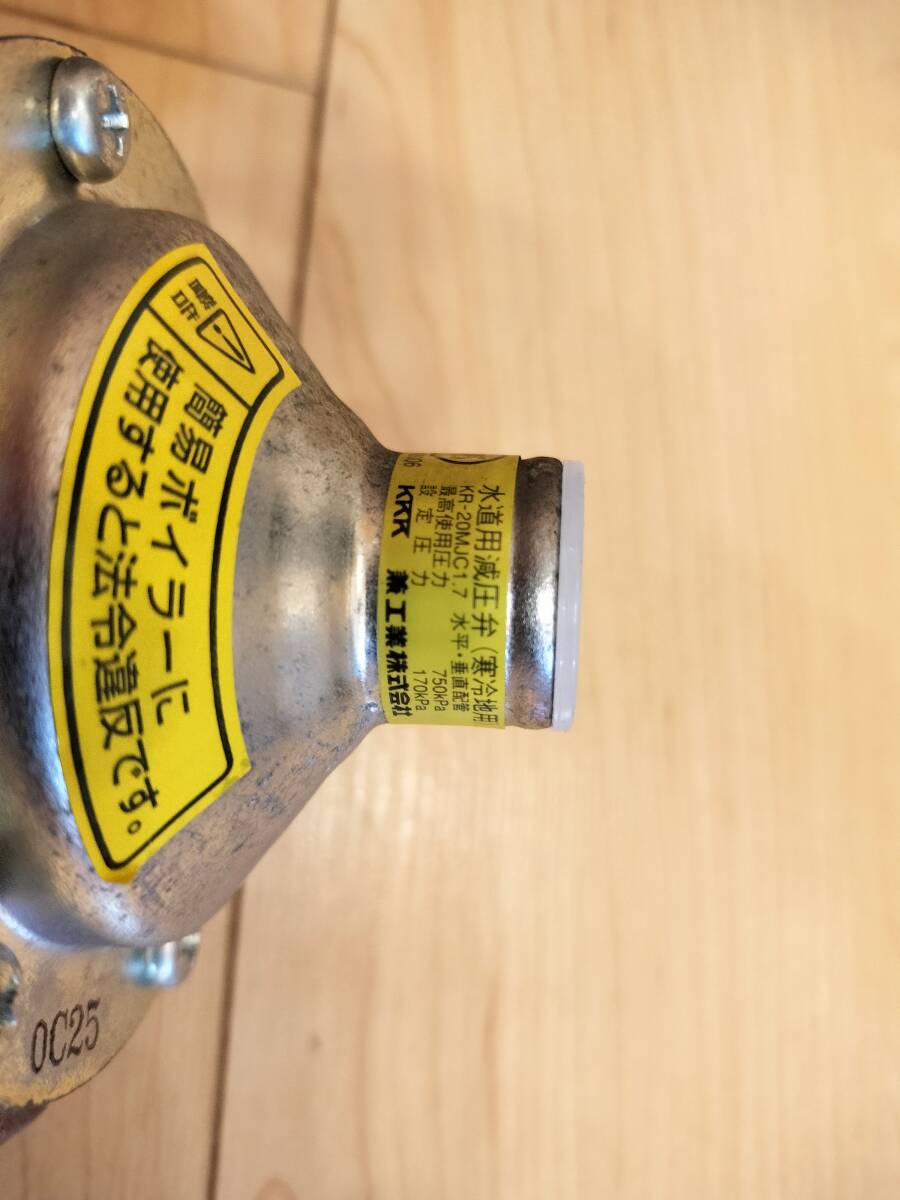 簡易ボイラーに
使用すると法令違反です。
水道用減圧弁(寒冷地用
KR-20MJC1.7 水平・垂直配管
最高使用圧力 750kPa
設定圧力 170kPa
KKK 兼工業株式会社
0C25